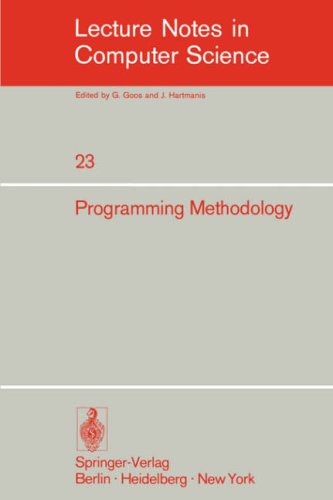 Lecture Notes in
Computer Science
Edited by G. Goos and J. Hartmanis
23
Programming Methodology
Springer-Verlag
Berlin · Heidelberg · New York